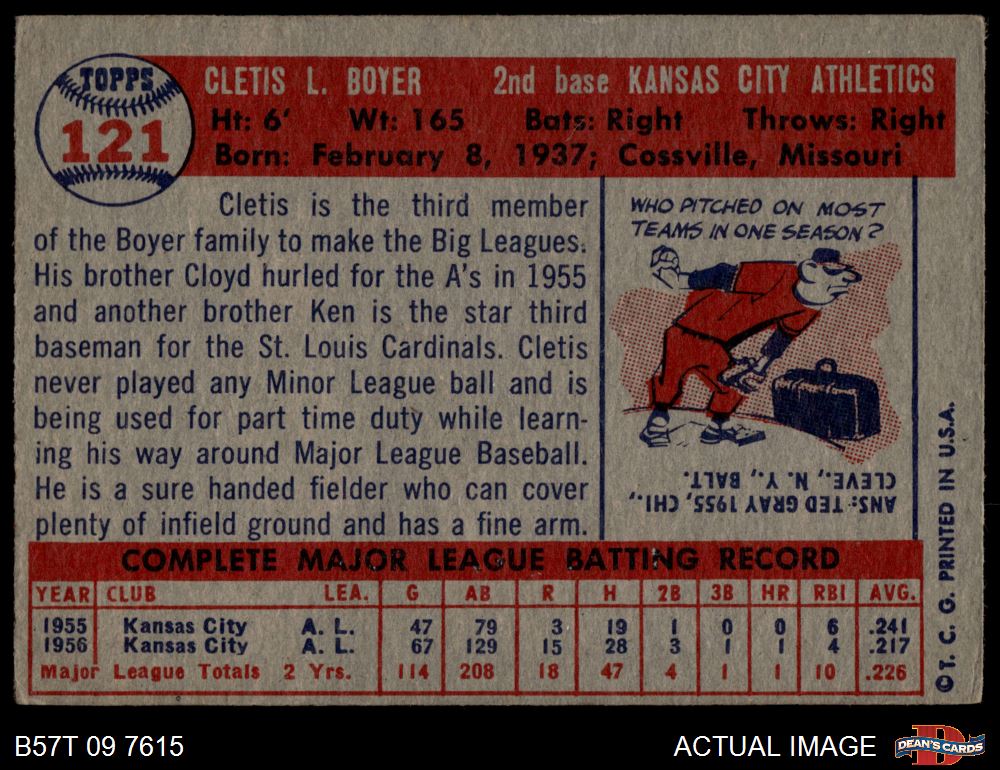 TOPPS
121
CLETIS L. BOYER 2nd base KANSAS CITY ATHLETICS
Ht: 6' Wt: 165 Bats: Right Throws: Right
Born: February 8, 1937; Cossville, Missouri
Cletis is the third member
of the Boyer family to make the Big Leagues.
His brother Cloyd hurled for the A's in 1955
and another brother Ken is the star third
baseman for the St. Louis Cardinals. Cletis
never played any Minor League ball and is
being used for part time duty while learn-
ing his way around Major League Baseball.
He is a sure handed fielder who can cover
plenty of infield ground and has a fine arm.
WHO PITCHED ON MOST
TEAMS IN ONE SEASON?
ANS: TED GRAY 1955, CHI.,
CLEVE., N. Y., BALT.
COMPLETE MAJOR LEAGUE BATTING RECORD
YEAR CLUB LEA. G AB R H 2B 3B HR RBI AVG.
1955 Kansas City A. L. 47 79 3 19 1 0 0 6 .241
1956 Kansas City A. L. 67 129 15 28 3 1 1 4 .217
Major League Totals 2 Yrs. 114 208 18 47 4 1 1 10 .226
© T. C. G. PRINTED IN U.S.A.
B57T 09 7615
ACTUAL IMAGE
D
DEAN'S CARDS